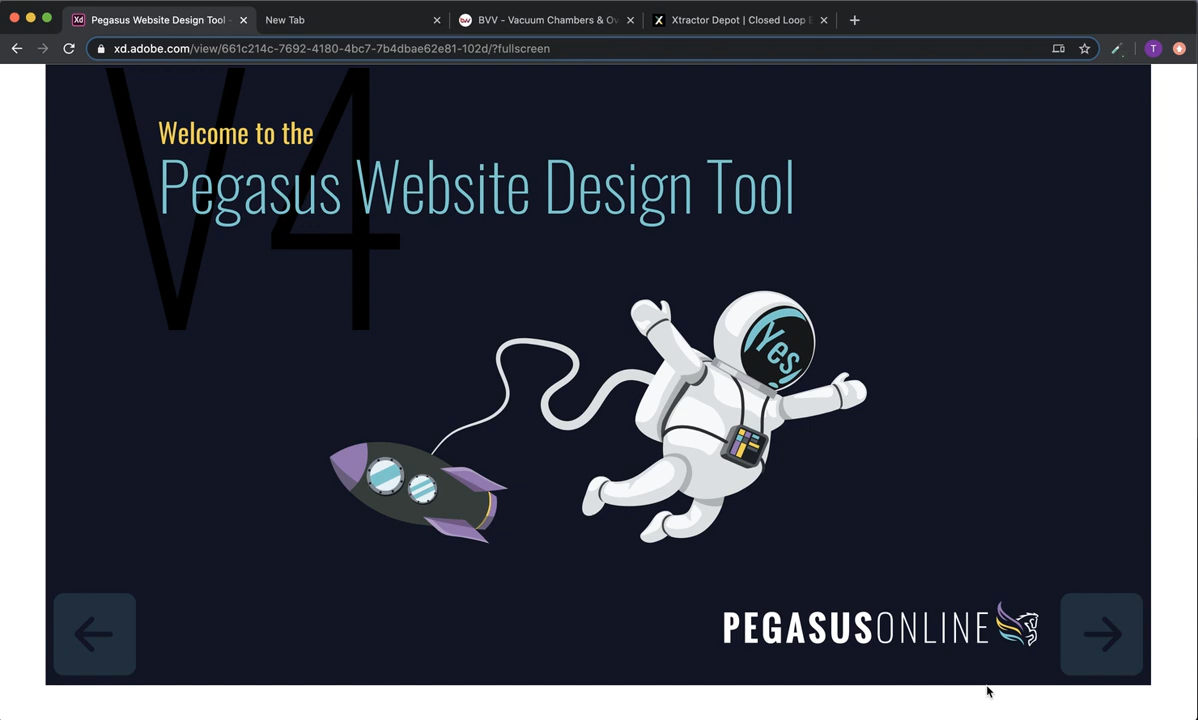 Pegasus Website Design Tool -
New Tab
BVV - Vacuum Chambers & Ov
Xtractor Depot | Closed Loop E
xd.adobe.com/view/661c214c-7692-4180-4bc7-7b4dbae62e81-102d/?fullscreen
T
V4
Welcome to the
Pegasus Website Design Tool
Yes
PEGASUSONLINE